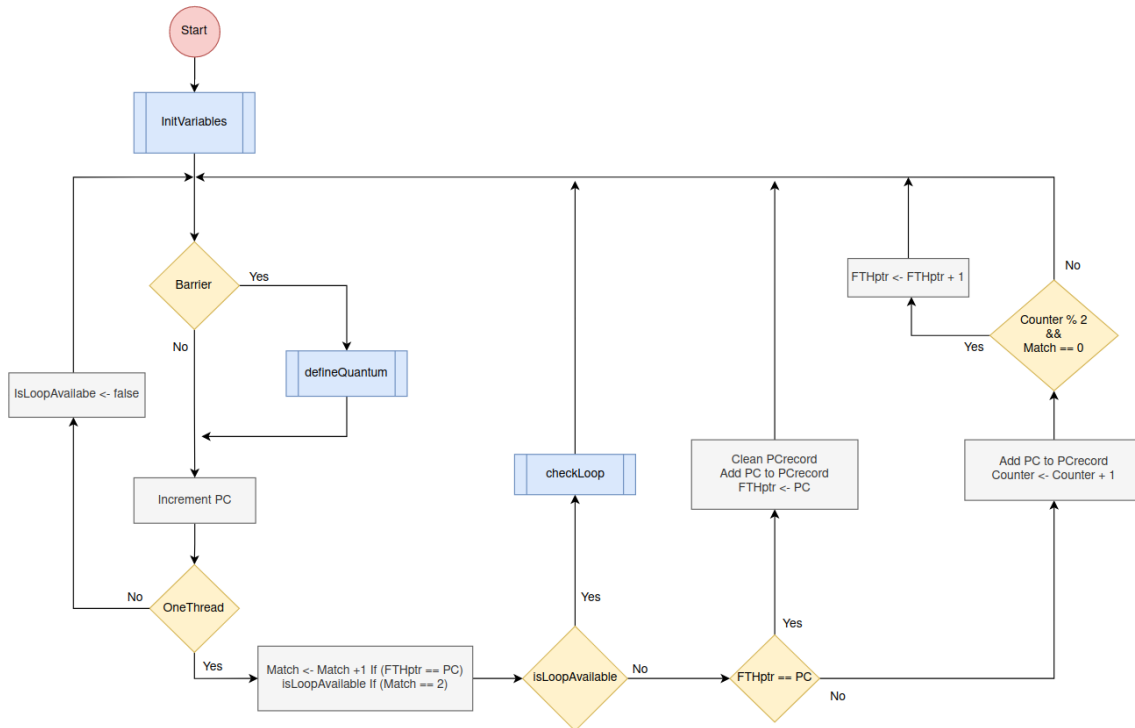 Start
InitVariables
Barrier
Yes
No
defineQuantum
IsLoopAvailabe <- false
Increment PC
OneThread
No
Yes
Match <- Match +1 If (FTHptr == PC)
isLoopAvailable If (Match == 2)
isLoopAvailable
Yes
No
checkLoop
FTHptr == PC
Yes
No
Clean PCrecord
Add PC to PCrecord
FTHptr <- PC
Add PC to PCrecord
Counter <- Counter + 1
Counter % 2
&&
Match == 0
Yes
No
FTHptr <- FTHptr + 1